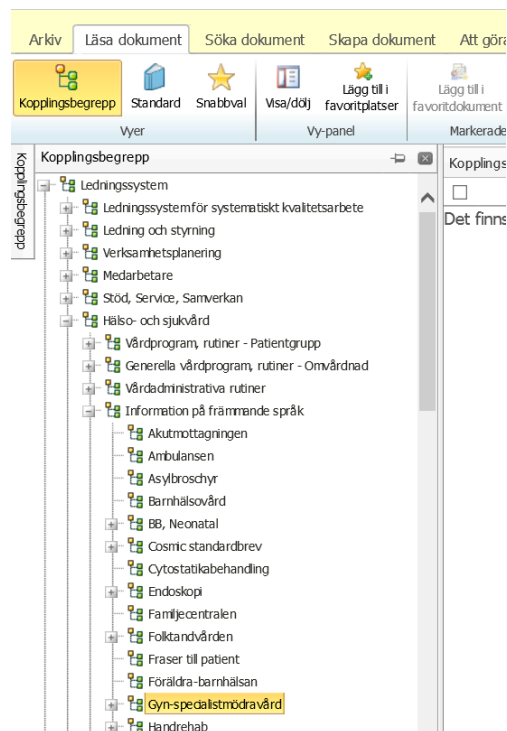 Arkiv Läsa dokument Söka dokument Skapa dokument Att göra
Kopplingsbegrepp Standard Snabbval Visa/dölj Lägg till i favoritplatser Lägg till i favoritdokument
Vyer Vy-panel Markerade
Kopplingsbegrepp
Kopplingsbegrepp
Kopplings
Det finns
Ledningssystem
Ledningssystem för systematiskt kvalitetsarbete
Ledning och styrning
Verksamhetsplanering
Medarbetare
Stöd, Service, Samverkan
Hälso- och sjukvård
Vårdprogram, rutiner - Patientgrupp
Generella vårdprogram, rutiner - Omvårdnad
Vårdadministrativa rutiner
Information på främmande språk
Akutmottagningen
Ambulansen
Asylbroschyr
Barnhälsovård
BB, Neonatal
Cosmic standardbrev
Cytostatikabehandling
Endoskopi
Familjecentralen
Folktandvården
Fraser till patient
Föräldra-barnhälsan
Gyn-specialistmödravård
Handrehab